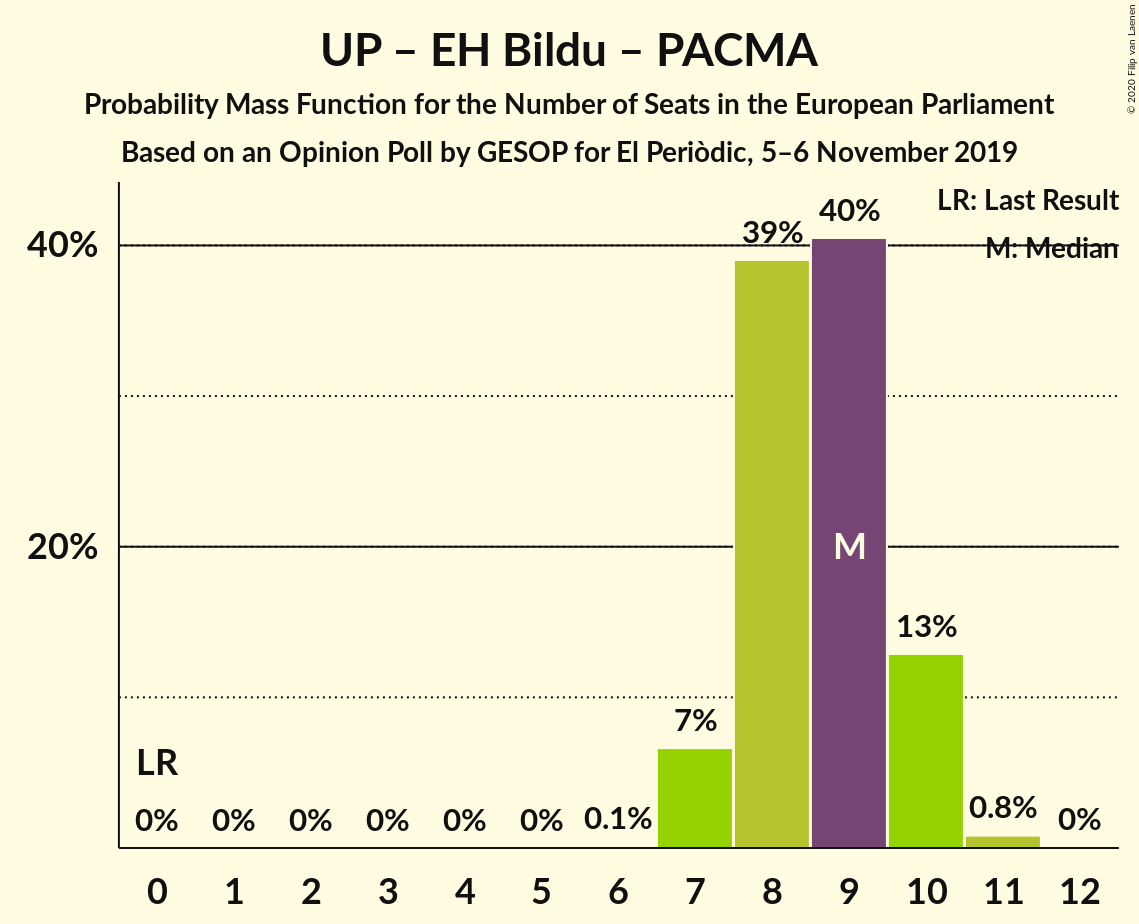 UP – EH Bildu – PACMA
Probability Mass Function for the Number of Seats in the European Parliament
Based on an Opinion Poll by GESOP for El Periòdic, 5–6 November 2019
© 2020 Filip van Laenen
LR: Last Result
M: Median
40%
20%
39%
40%
M
13%
7%
LR
0%
0%
0%
0%
0%
0%
0.1%
0.8%
0%
0 1 2 3 4 5 6 7 8 9 10 11 12